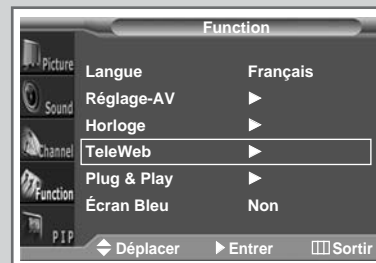 Function
Picture
Sound
Channel
Function
PIP
Langue Français
Réglage-AV ▶
Horloge ▶
TeleWeb ▶
Plug & Play ▶
Écran Bleu Non
Déplacer Entrer Sortir